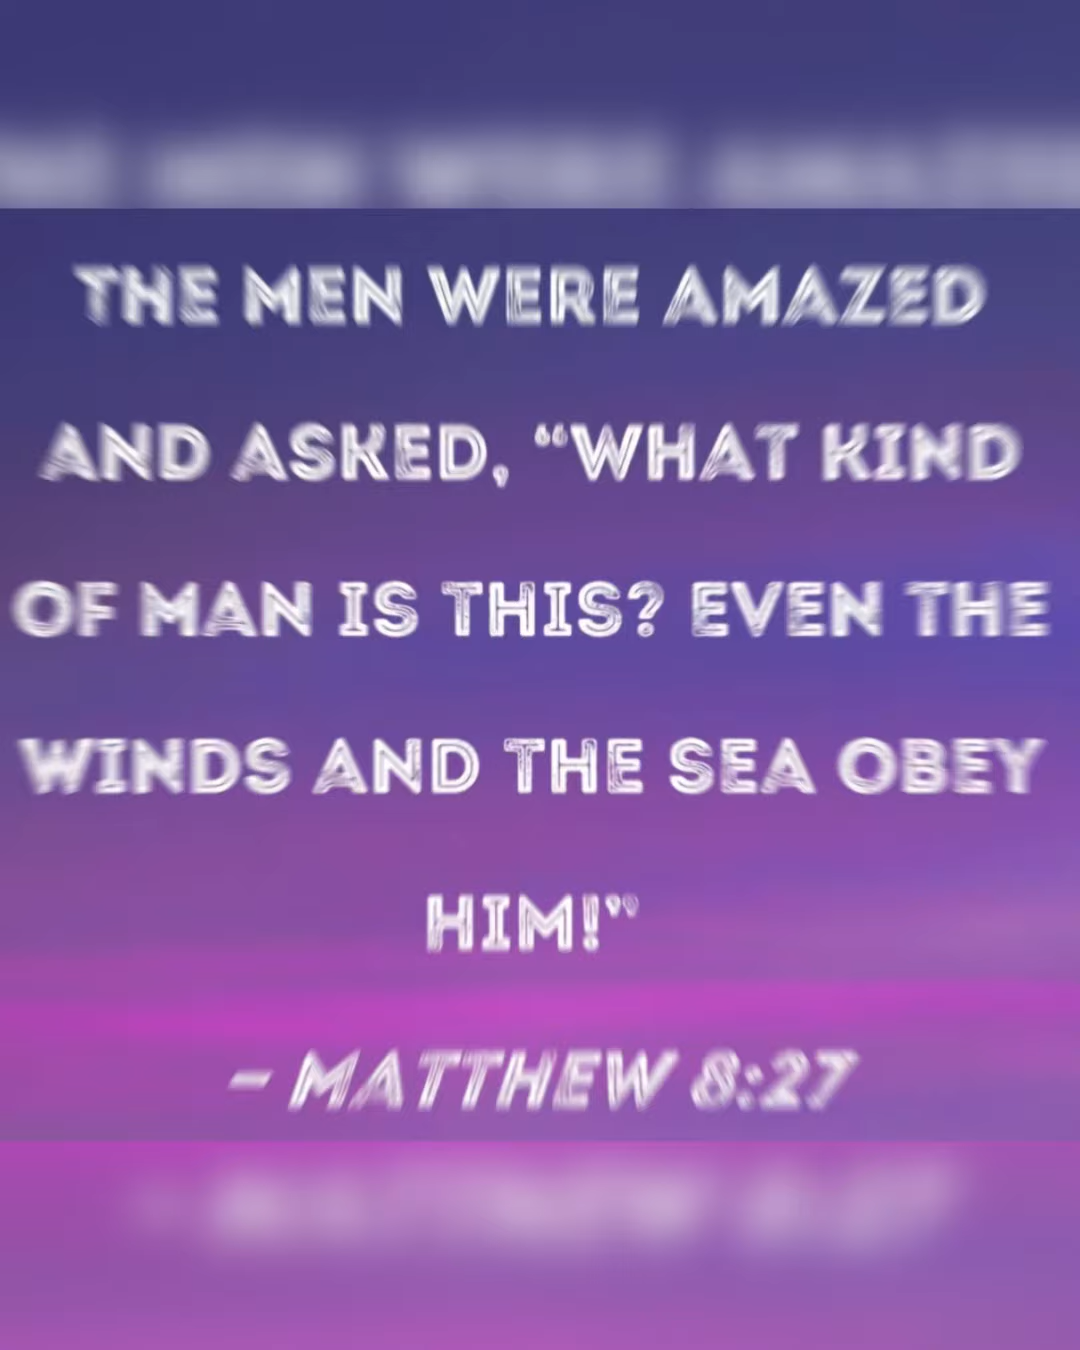 THE MEN WERE AMAZED
AND ASKED, “WHAT KIND
OF MAN IS THIS? EVEN THE
WINDS AND THE SEA OBEY
HIM!”
- MATTHEW 8:27